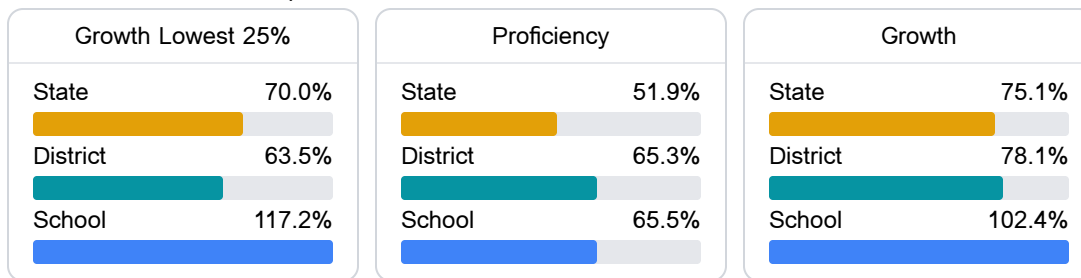 Growth Lowest 25%
State 70.0%
District 63.5%
School 117.2%
Proficiency
State 51.9%
District 65.3%
School 65.5%
Growth
State 75.1%
District 78.1%
School 102.4%